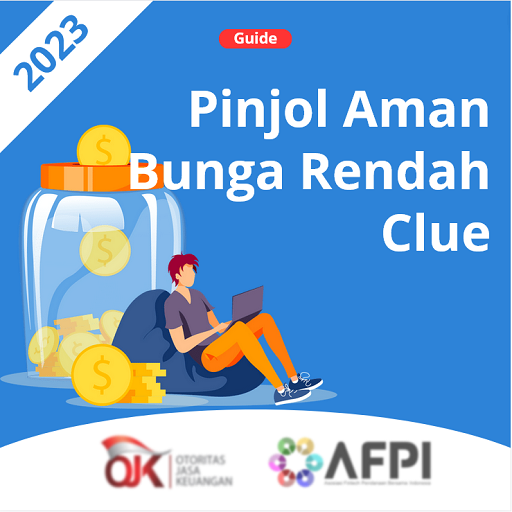 2023
Guide
Pinjol Aman
Bunga Rendah
Clue
OJK
OTORITAS
JASA
KEUANGAN
AFPI